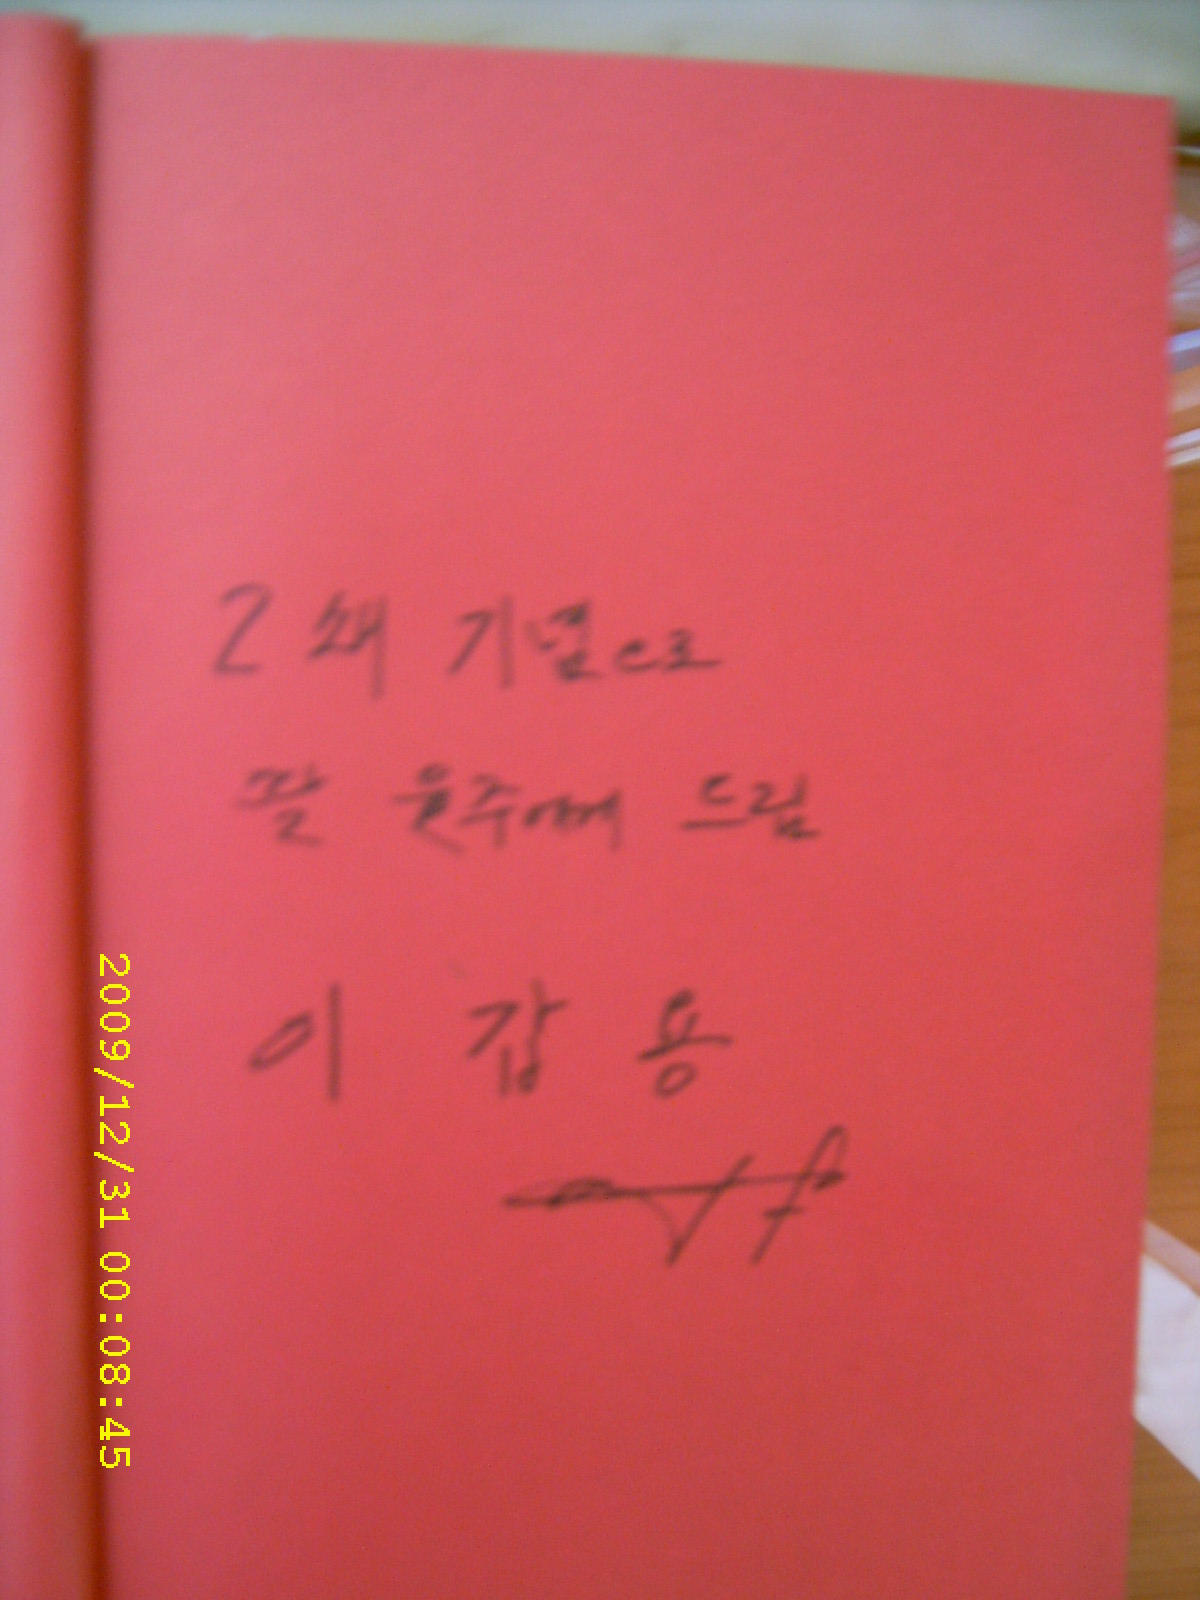 2쇄 기념으로
딸 윤주에게 드림
이 갑 용
2009/12/31 00:08:45